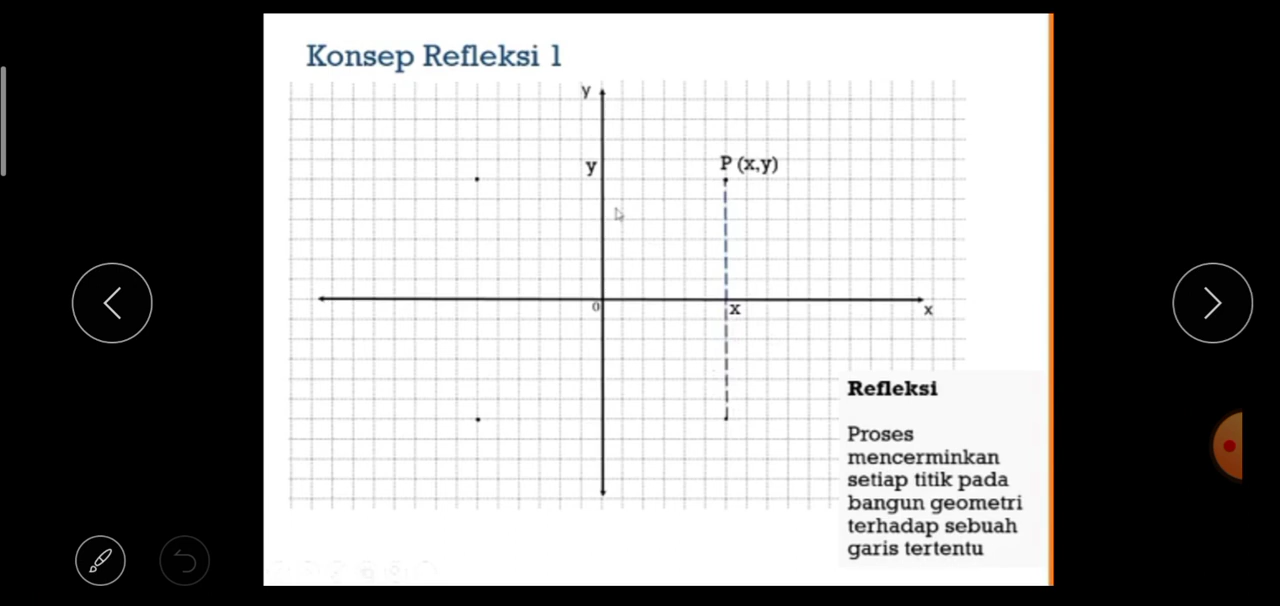 Konsep Refleksi 1
y
y
P (x,y)
0
x
x
Refleksi
Proses
mencerminkan
setiap titik pada
bangun geometri
terhadap sebuah
garis tertentu